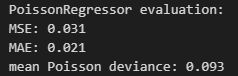 PoissonRegressor evaluation:
MSE: 0.031
MAE: 0.021
mean Poisson deviance: 0.093